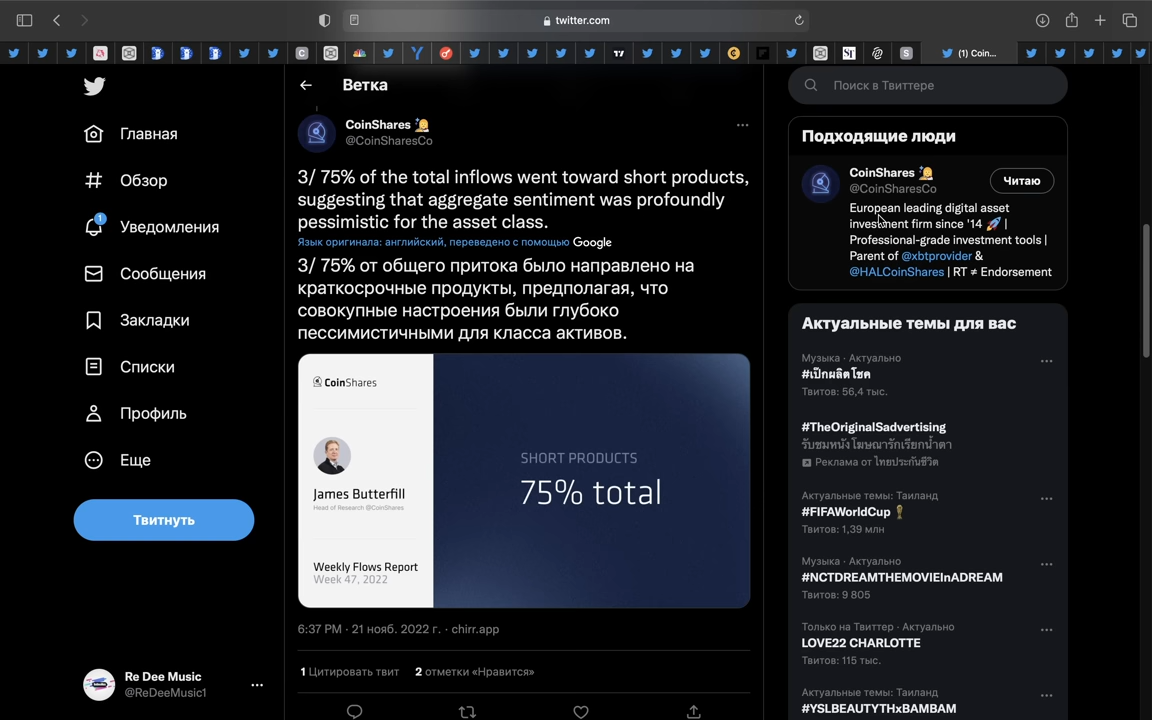 twitter.com
(1) Coin...
Главная
Обзор
1
Уведомления
Сообщения
Закладки
Списки
Профиль
Еще
Твитнуть
Re Dee Music
@ReDeeMusic1
Ветка
CoinShares
@CoinSharesCo
3/ 75% of the total inflows went toward short products,
suggesting that aggregate sentiment was profoundly
pessimistic for the asset class.
Язык оригинала: английский, переведено с помощью Google
3/ 75% от общего притока было направлено на
краткосрочные продукты, предполагая, что
совокупные настроения были глубоко
пессимистичными для класса активов.
CoinShares
James Butterfill
Head of Research @CoinShares
Weekly Flows Report
Week 47, 2022
SHORT PRODUCTS
75% total
6:37 PM · 21 нояб. 2022 г. · chirr.app
1 Цитировать твит 2 отметки «Нравится»
Поиск в Твиттере
Подходящие люди
CoinShares
@CoinSharesCo
Читаю
European leading digital asset
investment firm since '14 🚀 |
Professional-grade investment tools |
Parent of @xbtprovider &
@HALCoinShares | RT ≠ Endorsement
Актуальные темы для вас
Музыка · Актуально
#เป๊กผลิตโชค
Твитов: 56,4 тыс.
#TheOriginalSadvertising
รับชมหนังโฆษณารักเรียกน้ำตา
Реклама от ไทยประกันชีวิต
Актуальные темы: Таиланд
#FIFAWorldCup
Твитов: 1,39 млн
Музыка · Актуально
#NCTDREAMTHEMOVIEInADREAM
Твитов: 9 805
Только на Твиттер · Актуально
LOVE22 CHARLOTTE
Твитов: 115 тыс.
Актуальные темы: Таиланд
#YSLBEAUTYTHxBAMBAM